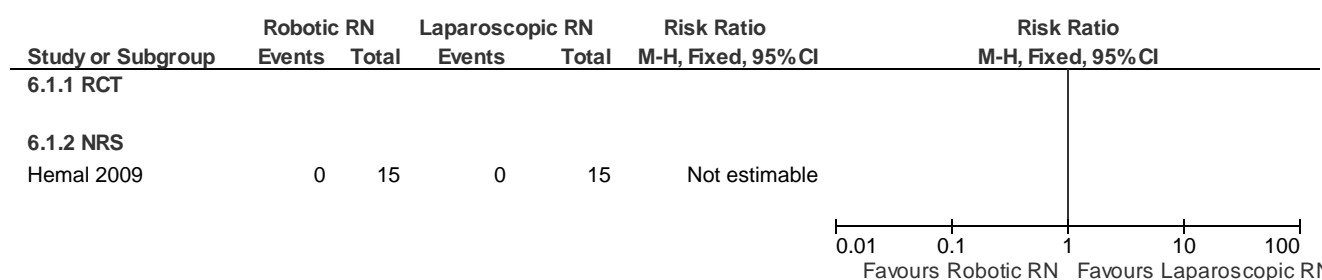 Robotic RN Laparoscopic RN Risk Ratio Risk Ratio
Study or Subgroup Events Total Events Total M-H, Fixed, 95% CI M-H, Fixed, 95% CI
6.1.1 RCT
6.1.2 NRS
Hemal 2009 0 15 0 15 Not estimable
0.01 0.1 1 10 100
Favours Robotic RN Favours Laparoscopic RN